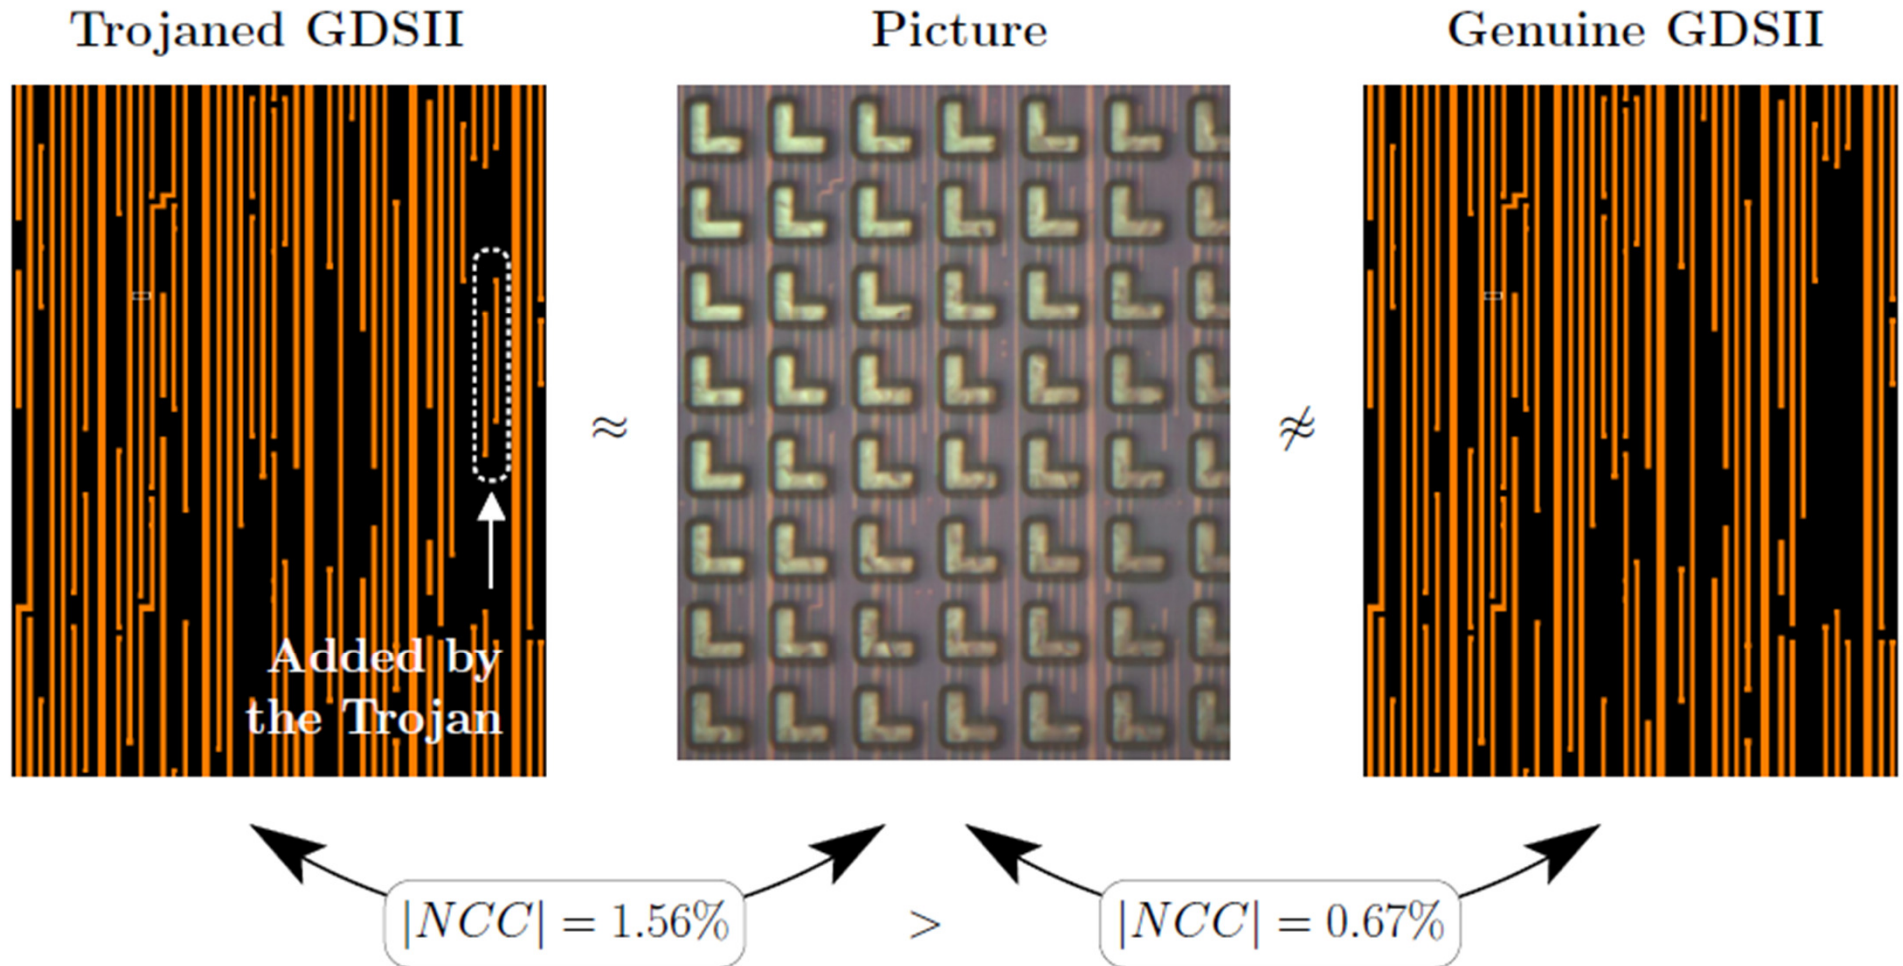 Trojaned GDSII
Picture
Genuine GDSII
≈
≉
Added by
the Trojan
|NCC| = 1.56%
>
|NCC| = 0.67%